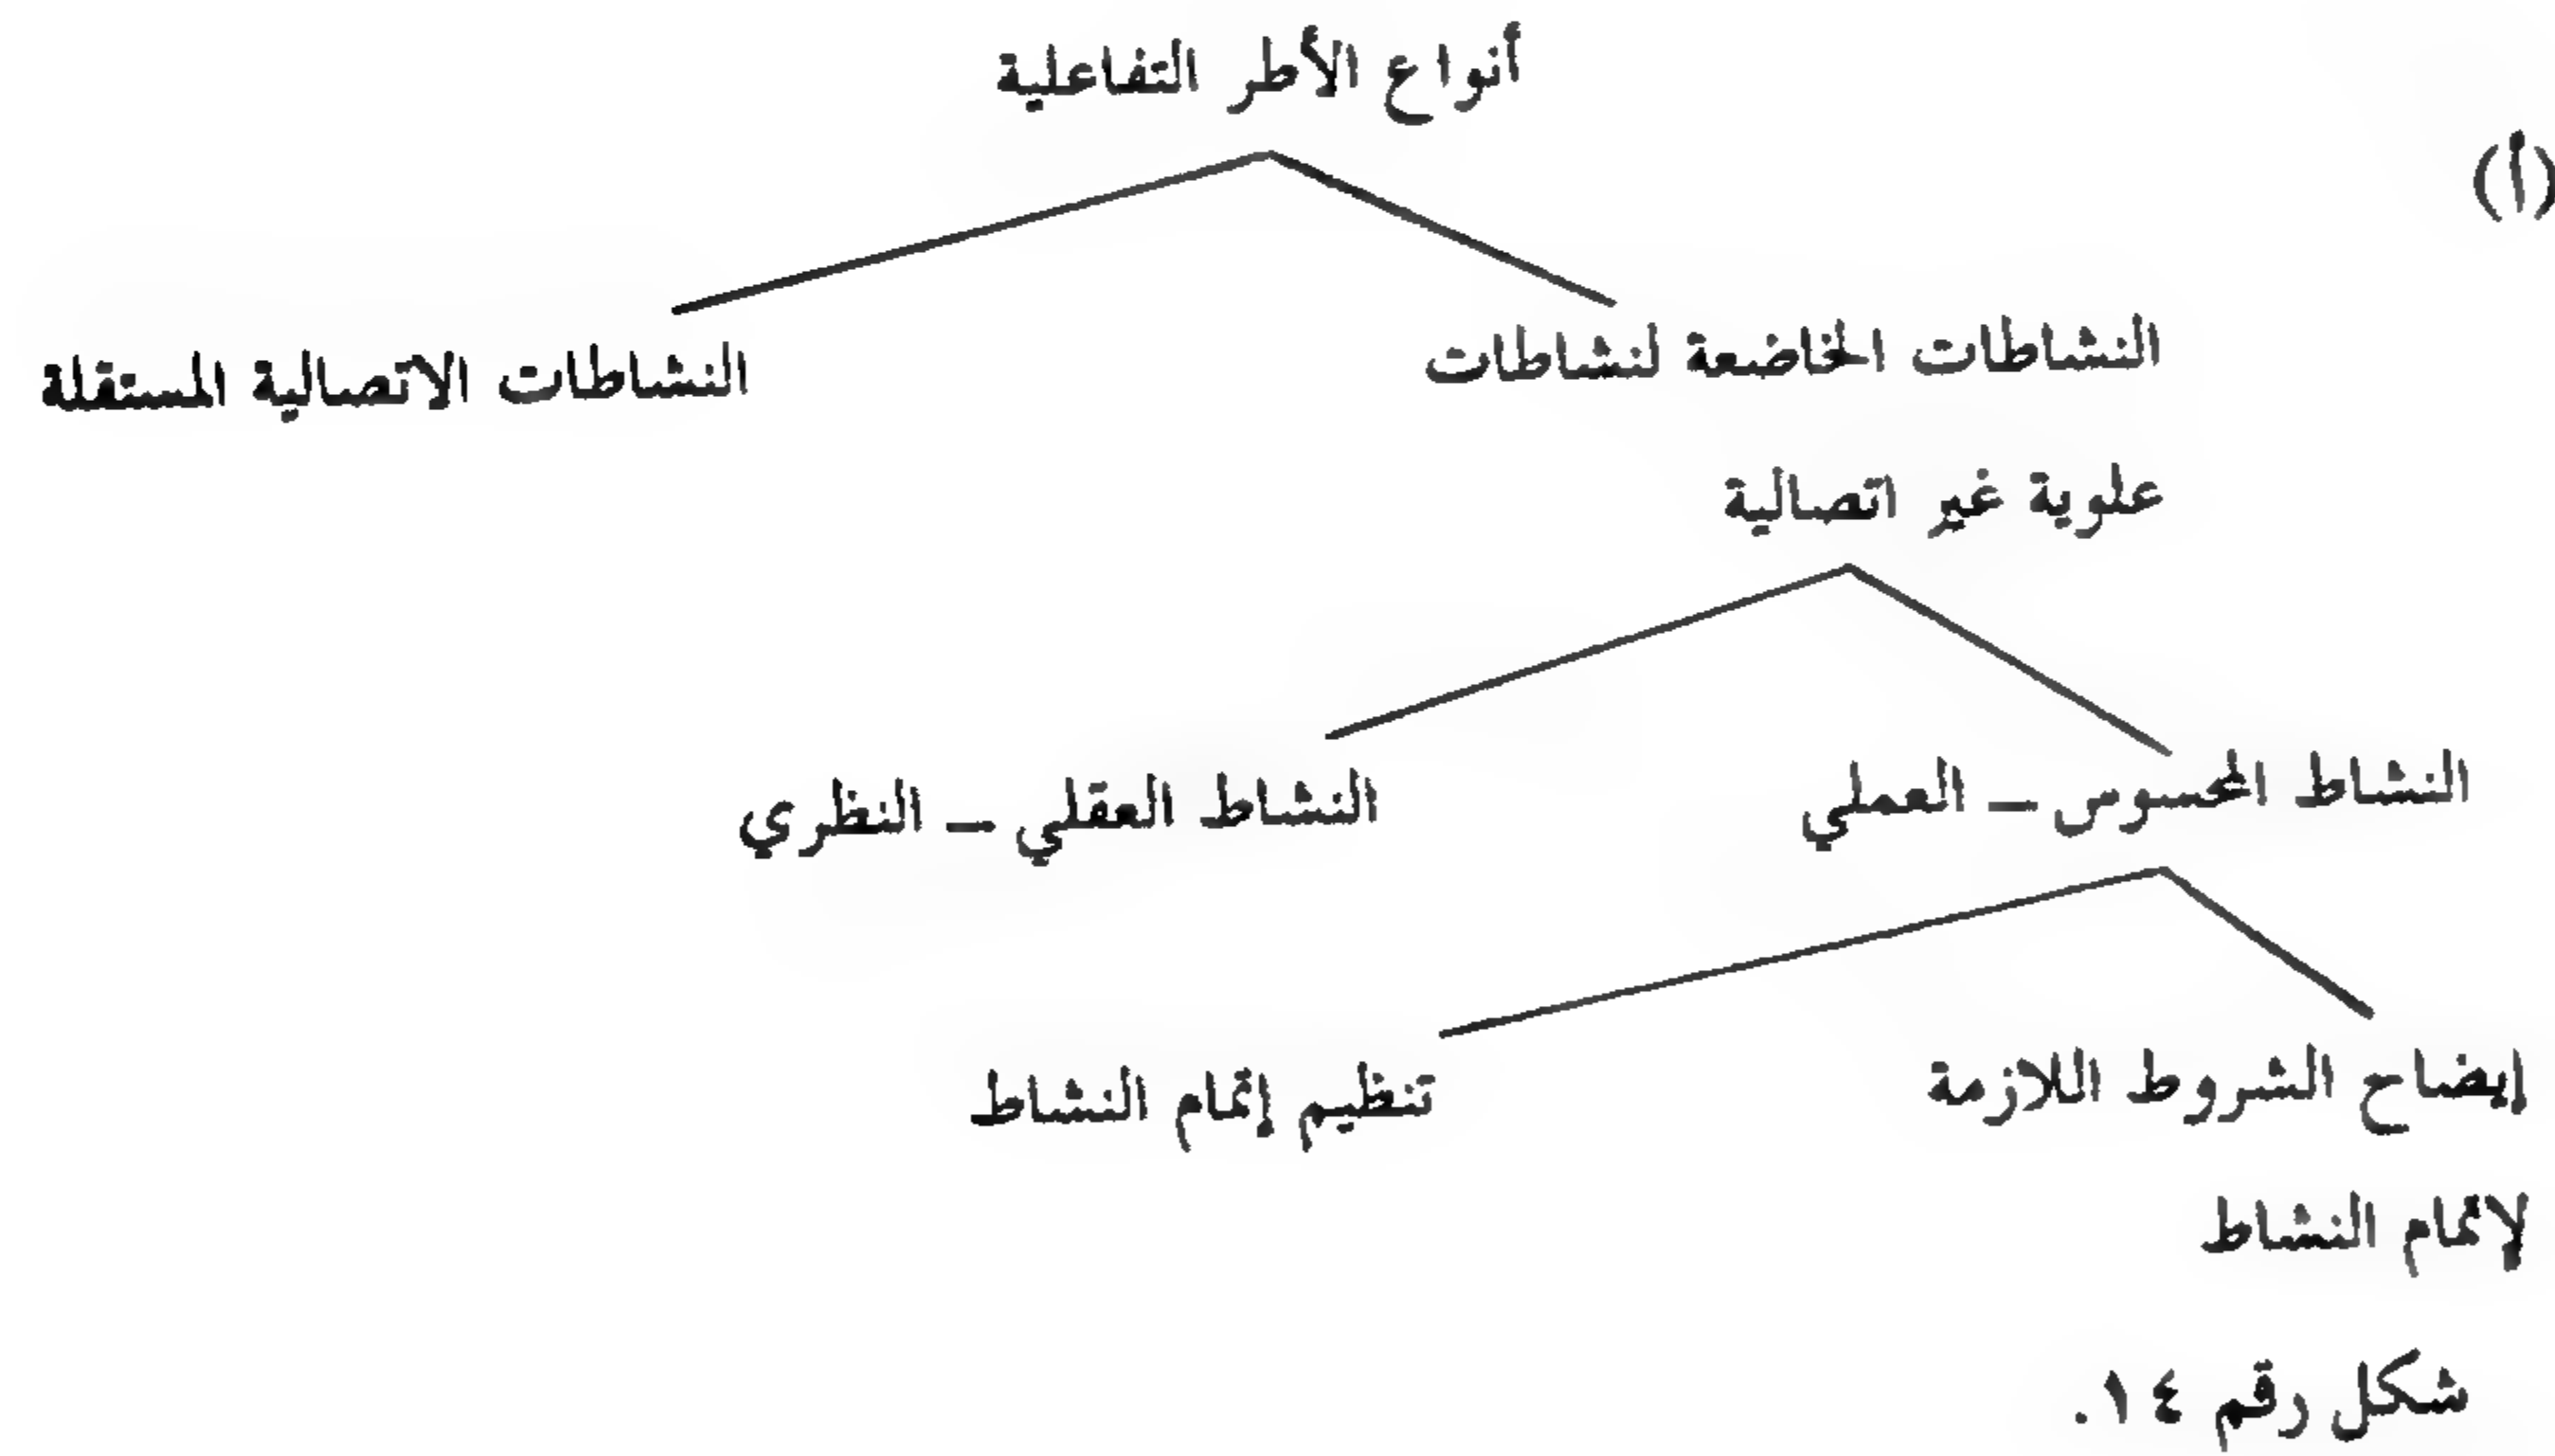 أنواع الأطر التفاعلية
(أ)
النشاطات الخاضعة لنشاطات
علوية غير اتصالية
النشاطات الاتصالية المستقلة
النشاط المحسوس – العملي
النشاط العقلي – النظري
إيضاح الشروط اللازمة
لإتمام النشاط
تنظيم إتمام النشاط
شكل رقم ١٤.